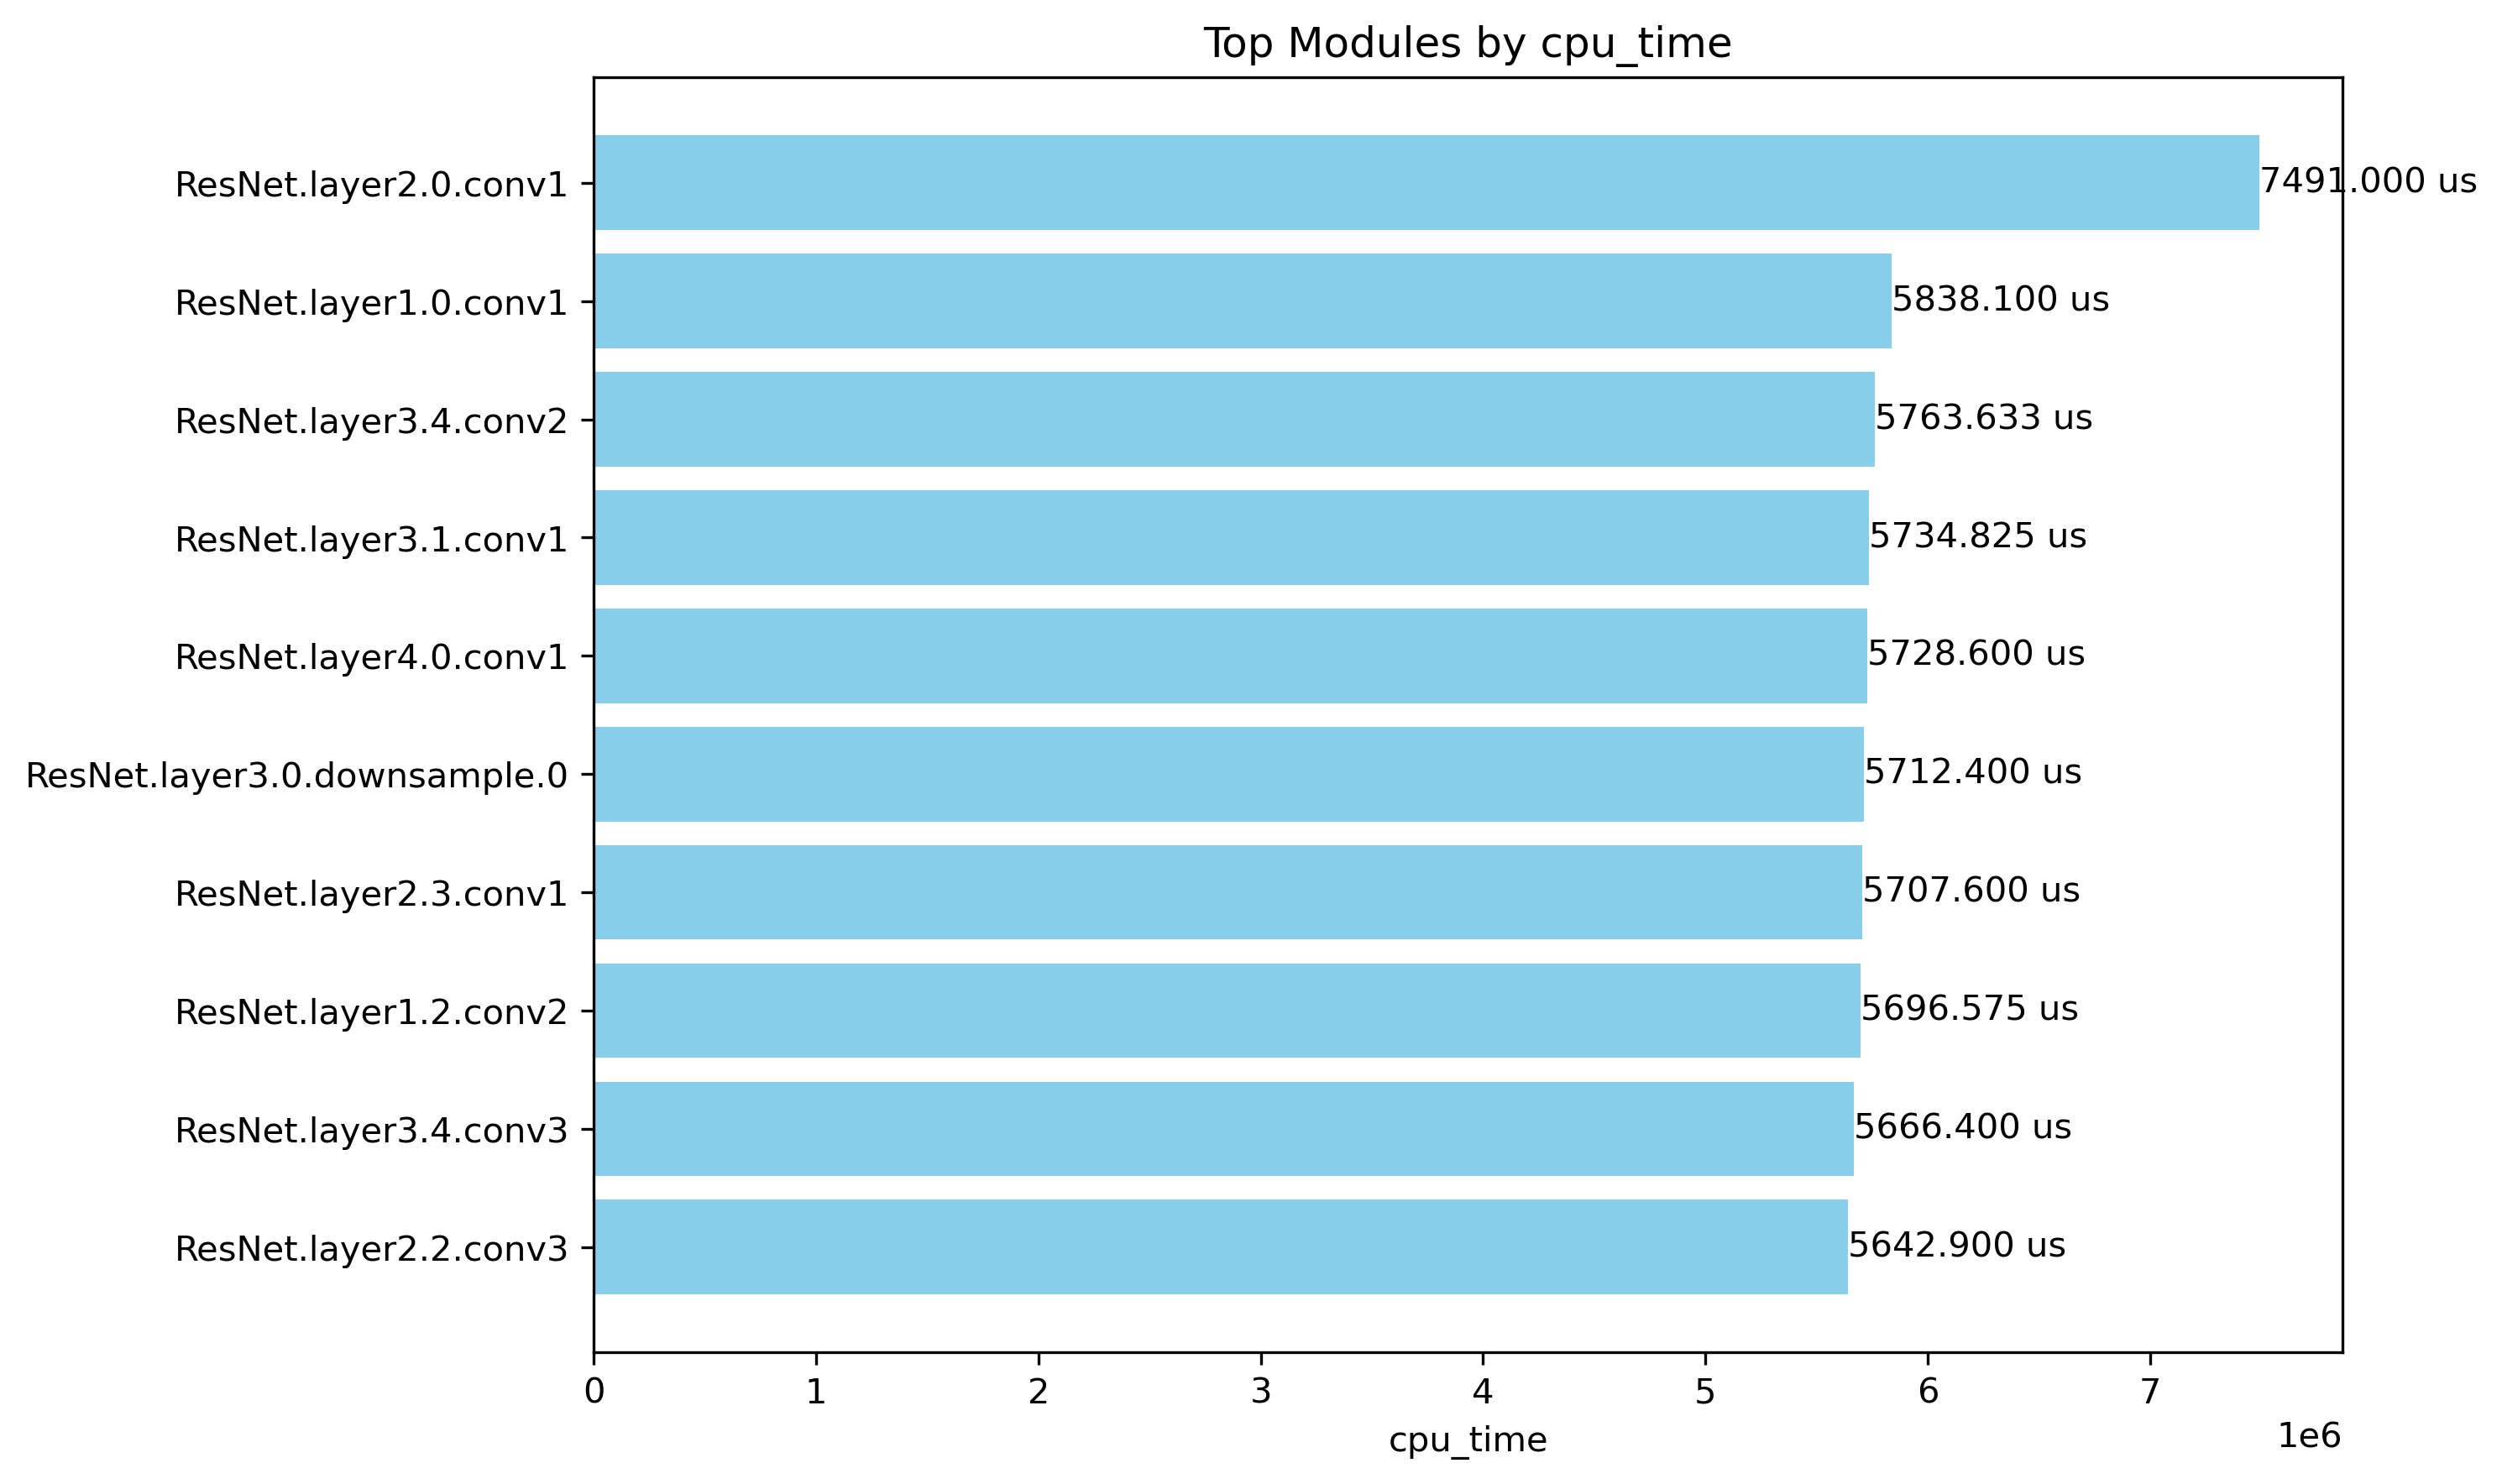 Top Modules by cpu_time
ResNet.layer2.0.conv1 7491.000 us
ResNet.layer1.0.conv1 5838.100 us
ResNet.layer3.4.conv2 5763.633 us
ResNet.layer3.1.conv1 5734.825 us
ResNet.layer4.0.conv1 5728.600 us
ResNet.layer3.0.downsample.0 5712.400 us
ResNet.layer2.3.conv1 5707.600 us
ResNet.layer1.2.conv2 5696.575 us
ResNet.layer3.4.conv3 5666.400 us
ResNet.layer2.2.conv3 5642.900 us
0 1 2 3 4 5 6 7
1e6
cpu_time